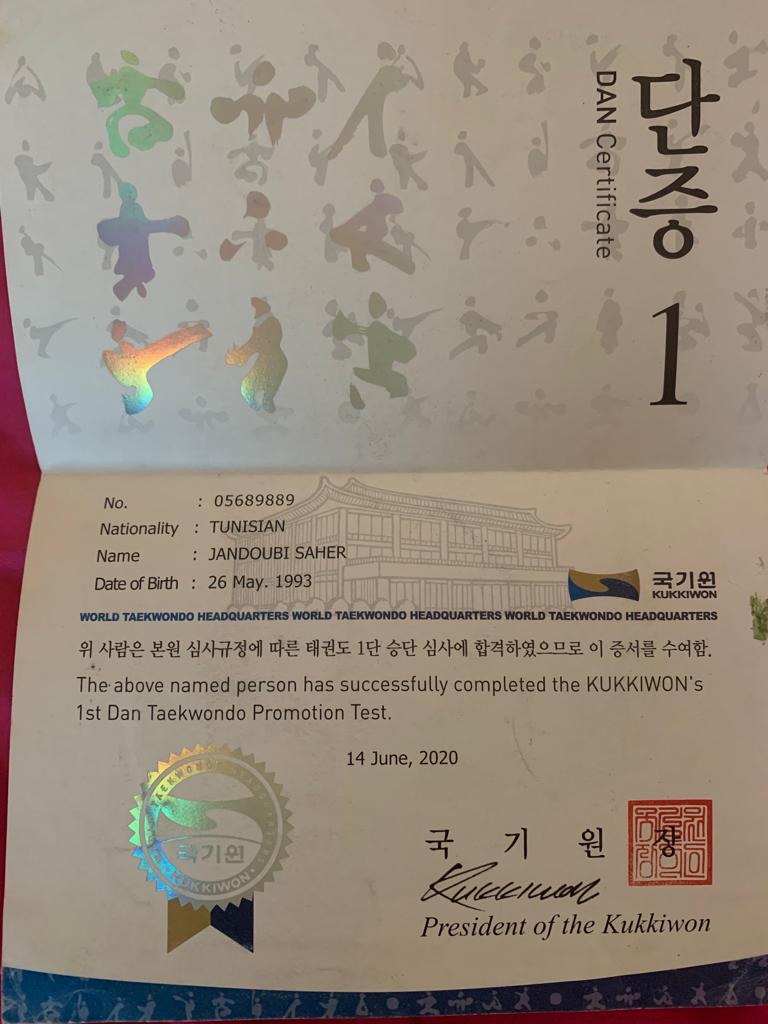 단증
DAN Certificate
1
No. : 05689889
Nationality : TUNISIAN
Name : JANDOUBI SAHER
Date of Birth : 26 May. 1993
국기원
KUKKIWON
WORLD TAEKWONDO HEADQUARTERS WORLD TAEKWONDO HEADQUARTERS WORLD TAEKWONDO HEADQUARTERS
위 사람은 본원 심사규정에 따른 태권도 1단 승단 심사에 합격하였으므로 이 증서를 수여함.
The above named person has successfully completed the KUKKIWON's
1st Dan Taekwondo Promotion Test.
14 June, 2020
국기원
KUKKIWON
국 기 원 장
Kukkiwon
President of the Kukkiwon